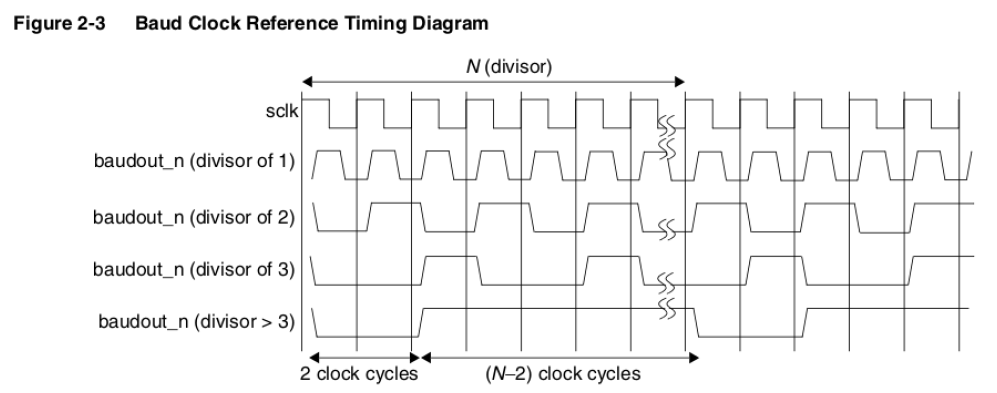 Figure 2-3 Baud Clock Reference Timing Diagram
N (divisor)
sclk
baudout_n (divisor of 1)
baudout_n (divisor of 2)
baudout_n (divisor of 3)
baudout_n (divisor > 3)
2 clock cycles (N–2) clock cycles